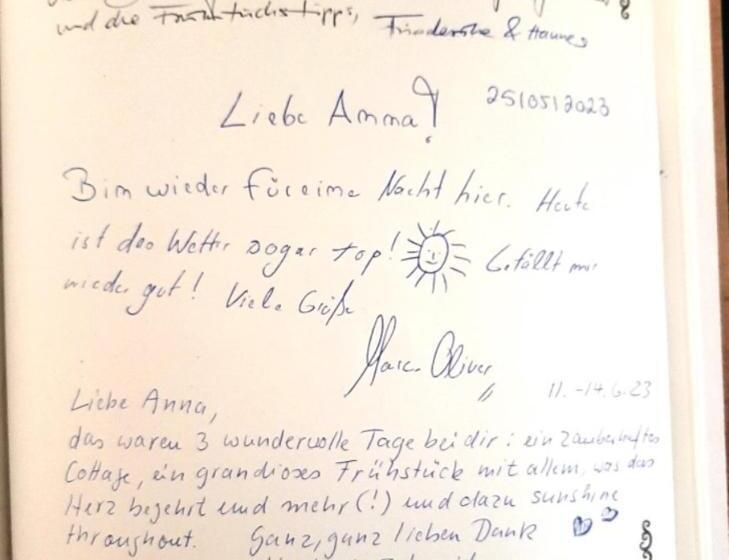 und die Frühstückstipps, Friederike & Hannes
Liebe Anna! 25/05/2023
Bin wieder für eine Nacht hier. Heute
ist das Wetter sogar top! Gefällt mir
wieder gut! Viele Grüße
Marc Oliver
11. - 14.6.23
Liebe Anna,
das waren 3 wundervolle Tage bei dir: ein zauberhaftes
Cottage, ein grandioses Frühstück mit allem, was das
Herz begehrt und mehr (!) und dazu sunshine
throughout. Ganz, ganz lieben Dank